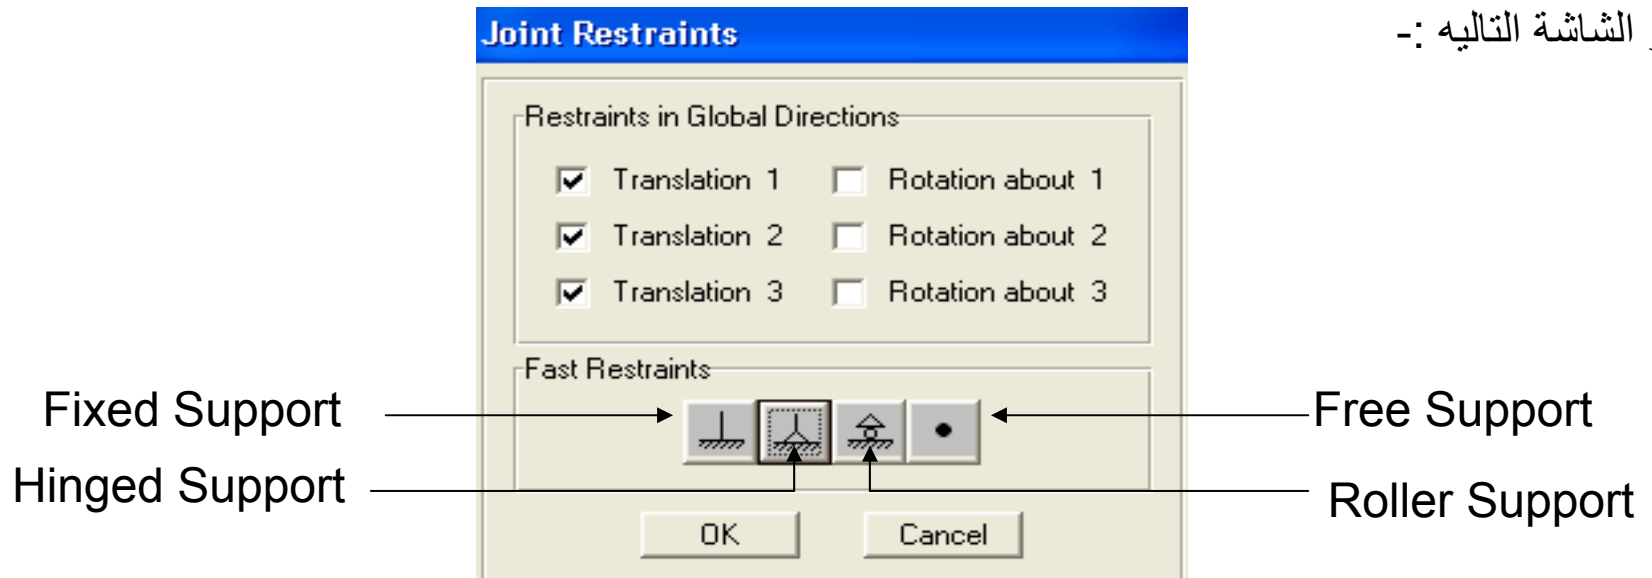 الشاشة التاليه :-
Joint Restraints
Restraints in Global Directions
Translation 1 Rotation about 1
Translation 2 Rotation about 2
Translation 3 Rotation about 3
Fast Restraints
Fixed Support
Free Support
Hinged Support
Roller Support
OK Cancel